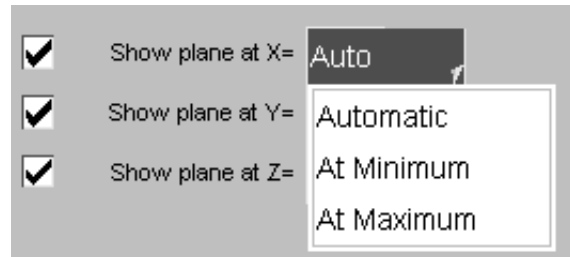 Show plane at X= Auto
Show plane at Y= Automatic
Show plane at Z= At Minimum
At Maximum